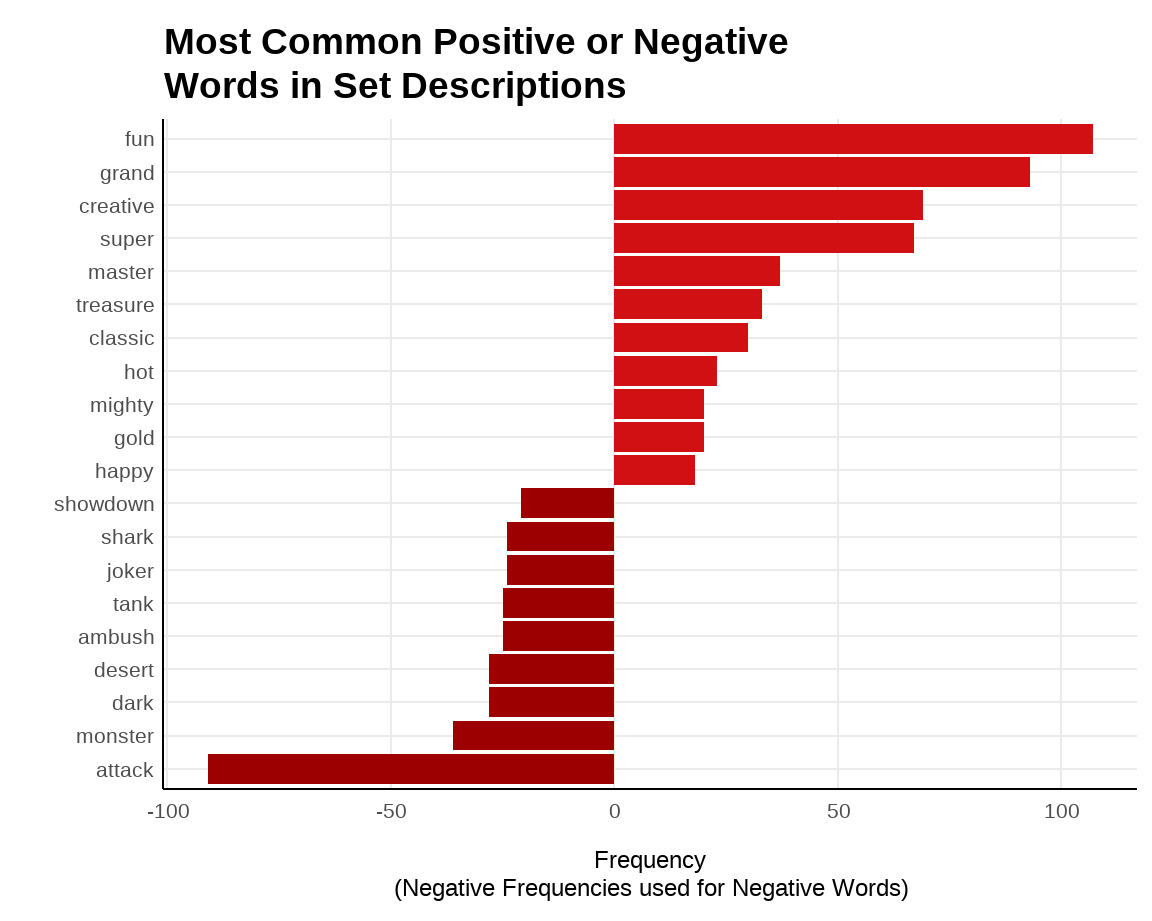 Most Common Positive or Negative
Words in Set Descriptions
fun
grand
creative
super
master
treasure
classic
hot
mighty
gold
happy
showdown
shark
joker
tank
ambush
desert
dark
monster
attack
-100 -50 0 50 100
Frequency
(Negative Frequencies used for Negative Words)